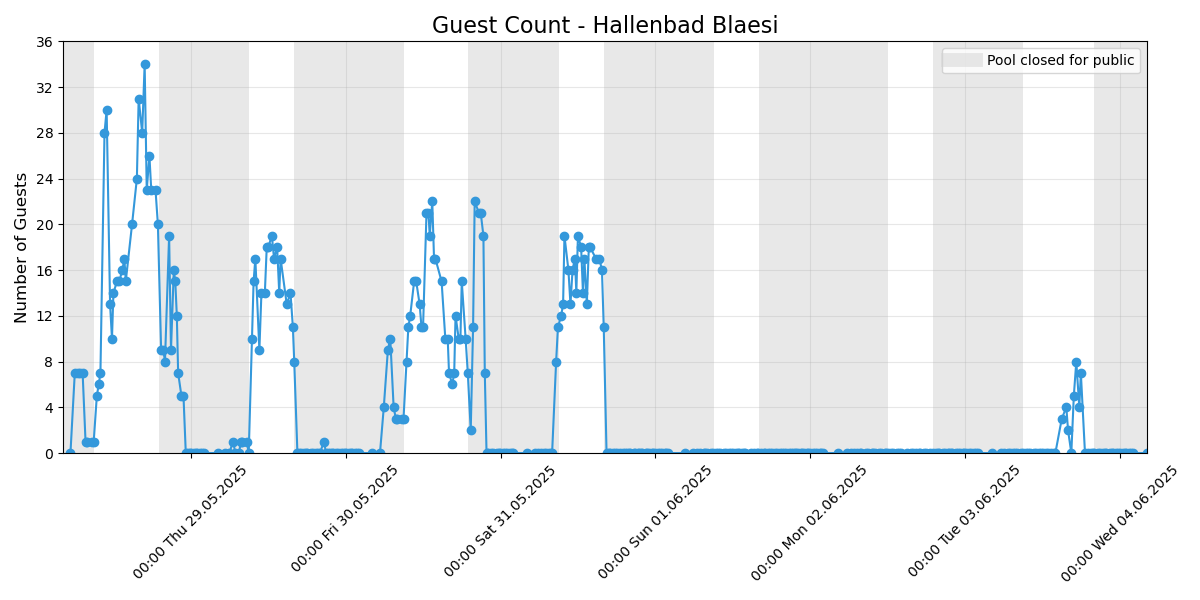 Guest Count - Hallenbad Blaesi
Pool closed for public
Number of Guests
36
32
28
24
20
16
12
8
4
0
00:00 Thu 29.05.2025
00:00 Fri 30.05.2025
00:00 Sat 31.05.2025
00:00 Sun 01.06.2025
00:00 Mon 02.06.2025
00:00 Tue 03.06.2025
00:00 Wed 04.06.2025